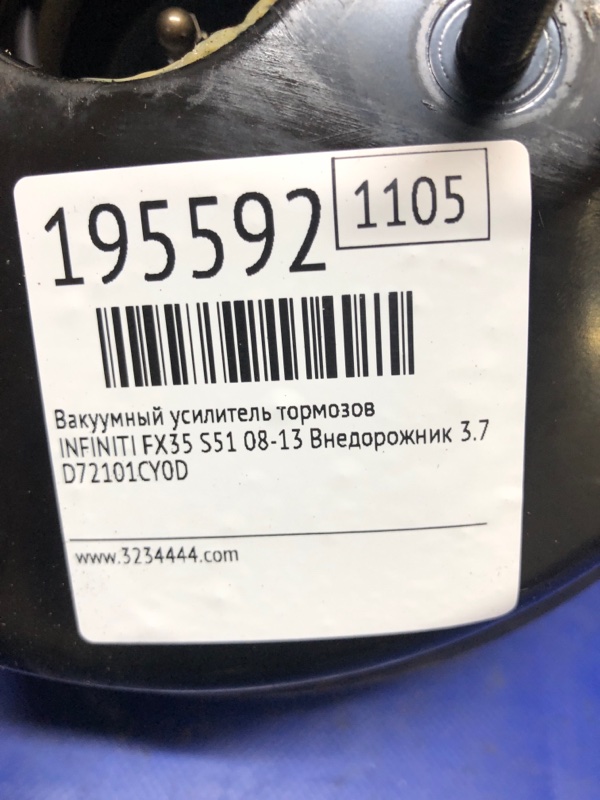 195592
1105
Вакуумный усилитель тормозов
INFINITI FX35 S51 08-13 Внедорожник 3.7
D72101CY0D
www.3234444.com